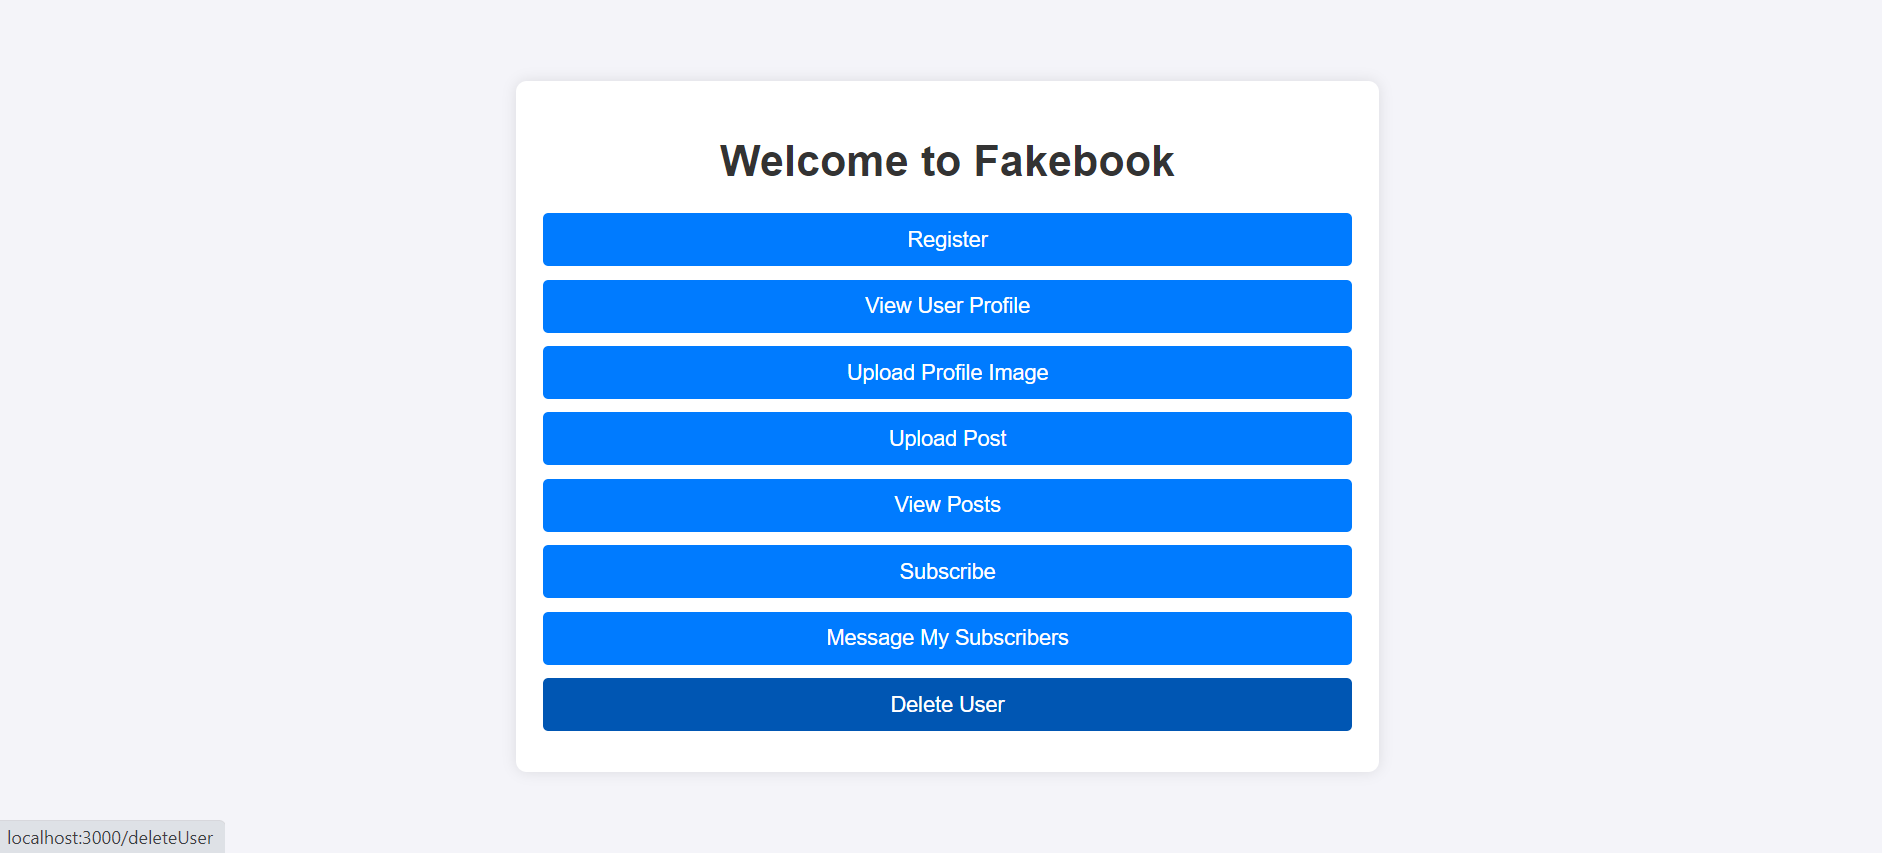 Welcome to Fakebook
Register
View User Profile
Upload Profile Image
Upload Post
View Posts
Subscribe
Message My Subscribers
Delete User
localhost:3000/deleteUser